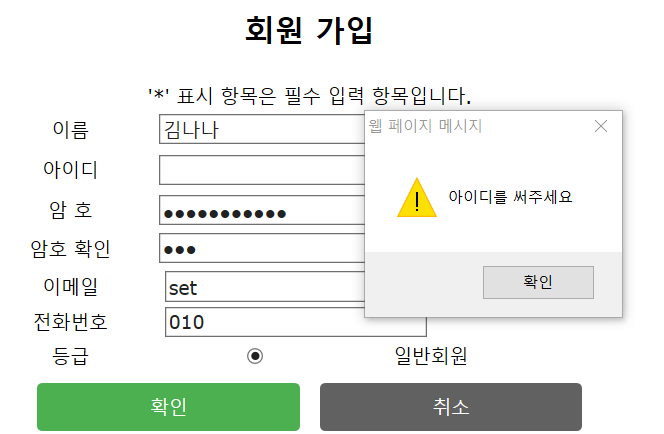 회원 가입
'*' 표시 항목은 필수 입력 항목입니다.
이름 김나나
웹 페이지 메시지
아이디
아이디를 써주세요
암 호 ●●●●●●●●●●●
암호 확인 ●●●
확인
이메일 set
전화번호 010
등급 일반회원
확인 취소